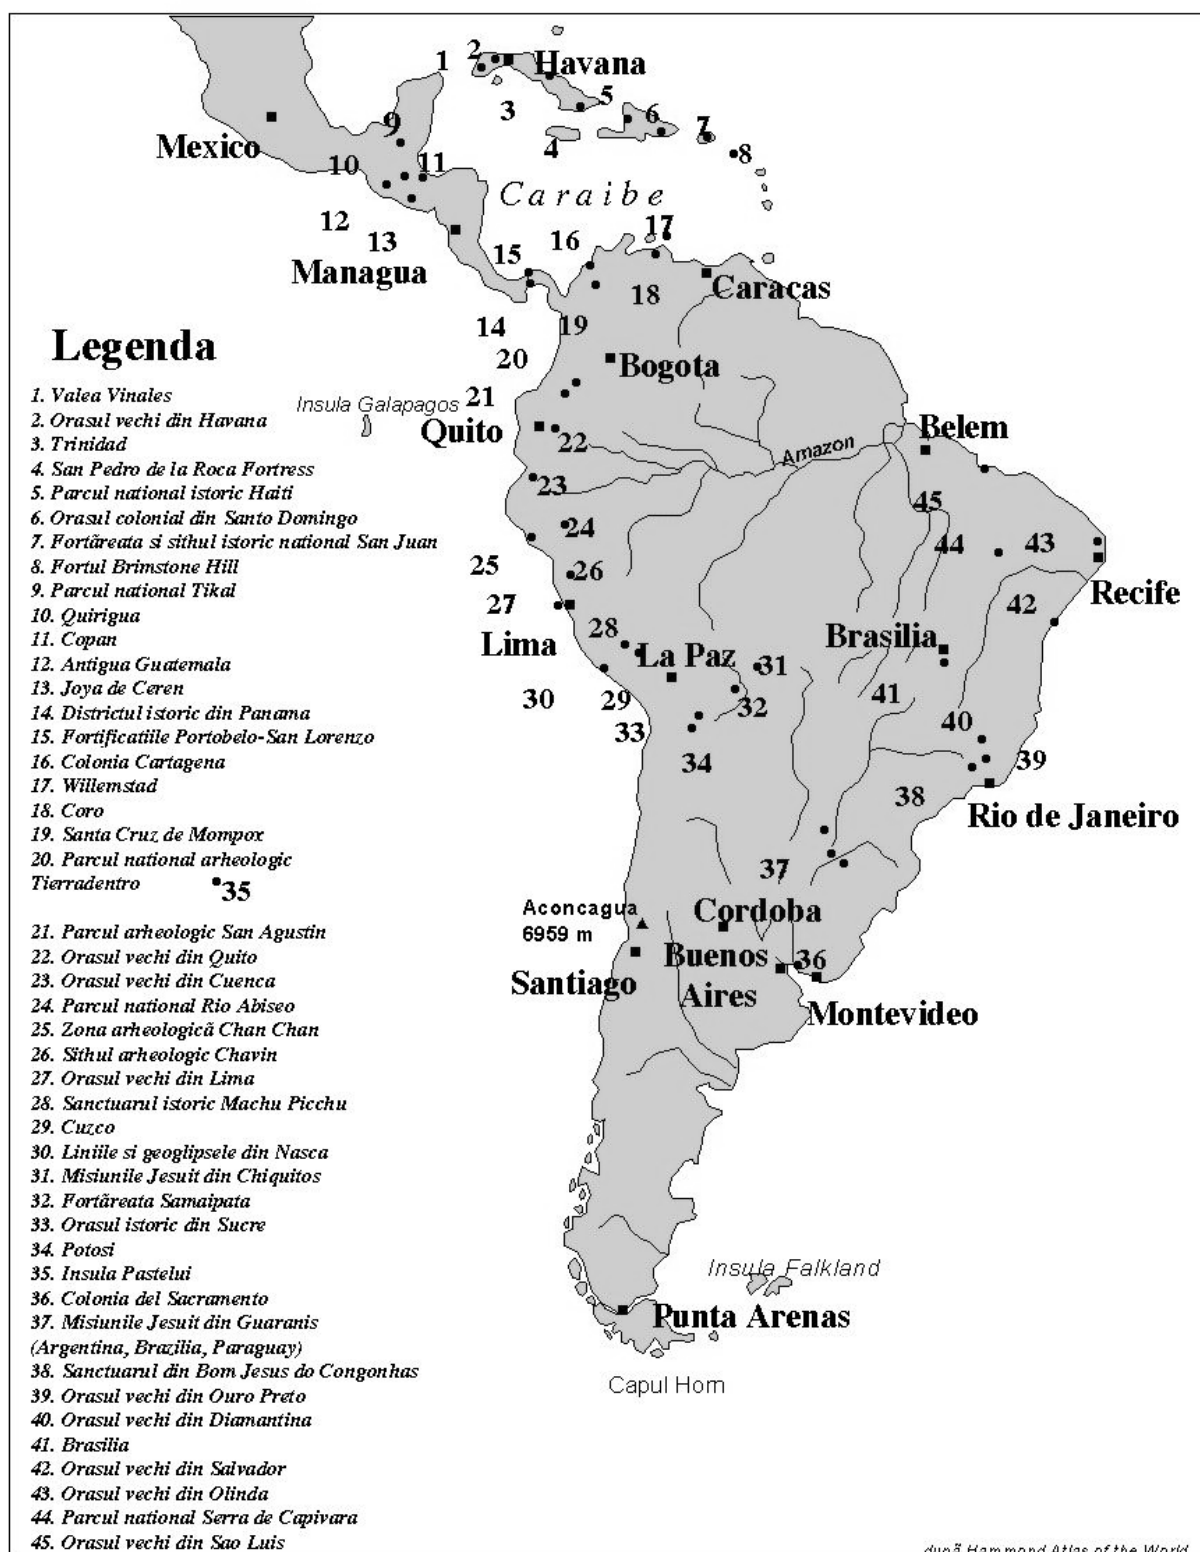 1
2
Havana
3
5
6
7
4
8
9
Mexico
10
11
Caraibe
12
13
Managua
17
16
15
18
Caracas
14
19
20
Bogota
Legenda
Insula Galapagos
21
Quito
22
Belem
Amazon
23
45
24
44
43
25
26
Recife
27
42
28
Lima
Brasilia
La Paz
31
30
29
32
41
33
40
34
39
38
Rio de Janeiro
37
Aconcagua
6959 m
Cordoba
Buenos
Aires
36
Santiago
Montevideo
Insula Falkland
Punta Arenas
Capul Horn
1. Valea Vinales
2. Orasul vechi din Havana
3. Trinidad
4. San Pedro de la Roca Fortress
5. Parcul national istoric Haiti
6. Orasul colonial din Santo Domingo
7. Fortãreata si sithul istoric national San Juan
8. Fortul Brimstone Hill
9. Parcul national Tikal
10. Quirigua
11. Copan
12. Antigua Guatemala
13. Joya de Ceren
14. Districtul istoric din Panama
15. Fortificatiile Portobelo-San Lorenzo
16. Colonia Cartagena
17. Willemstad
18. Coro
19. Santa Cruz de Mompox
20. Parcul national arheologic
Tierradentro
35
21. Parcul arheologic San Agustin
22. Orasul vechi din Quito
23. Orasul vechi din Cuenca
24. Parcul national Rio Abiseo
25. Zona arheologicã Chan Chan
26. Sithul arheologic Chavin
27. Orasul vechi din Lima
28. Sanctuarul istoric Machu Picchu
29. Cuzco
30. Liniile si geoglipsele din Nasca
31. Misiunile Jesuit din Chiquitos
32. Fortãreata Samaipata
33. Orasul istoric din Sucre
34. Potosi
35. Insula Pastelui
36. Colonia del Sacramento
37. Misiunile Jesuit din Guaranis
(Argentina, Brazilia, Paraguay)
38. Sanctuarul din Bom Jesus do Congonhas
39. Orasul vechi din Ouro Preto
40. Orasul vechi din Diamantina
41. Brasilia
42. Orasul vechi din Salvador
43. Orasul vechi din Olinda
44. Parcul national Serra de Capivara
45. Orasul vechi din Sao Luis
dupã Hammond Atlas of the World